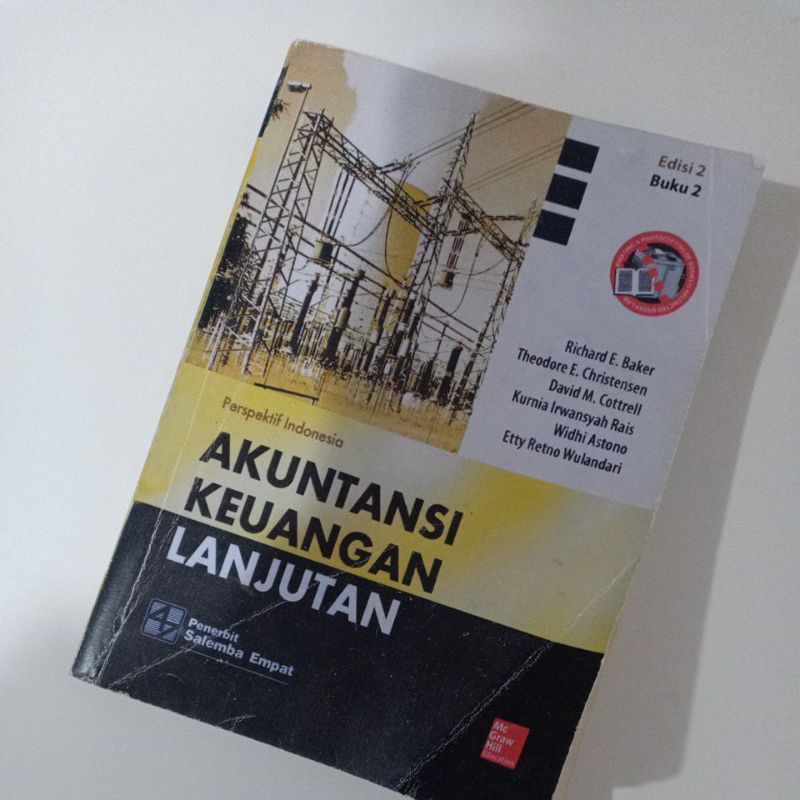 Edisi 2
Buku 2
Richard E. Baker
Theodore E. Christensen
David M. Cottrell
Kurnia Irwansyah Rais
Widhi Astono
Etty Retno Wulandari
Perspektif Indonesia
AKUNTANSI
KEUANGAN
LANJUTAN
Penerbit
Salemba Empat
Mc
Graw
Hill
Education